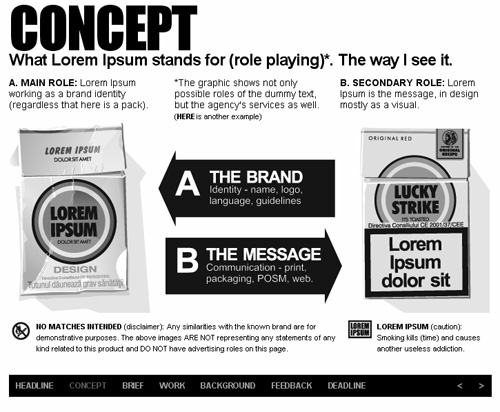 CONCEPT
What Lorem Ipsum stands for (role playing)*. The way I see it.
A. MAIN ROLE: Lorem Ipsum
working as a brand identity
(regardless that here is a pack).
*The graphic shows not only
possible roles of the dummy text,
but the agency's services as well.
(HERE is another example)
B. SECONDARY ROLE: Lorem
Ipsum is the message, in design
mostly as a visual.
LOREM IPSUM
DOLOR SIT AMET
LOREM
IPSUM
DOLOR SIT AMET
DESIGN
Directiva Consiliului CE
Tutunul dăunează grav sănătăţii
A THE BRAND
Identity - name, logo,
language, guidelines
B THE MESSAGE
Communication - print,
packaging, POSM, web.
ORIGINAL RED
ORIGINAL
RECIPE
LUCKY
STRIKE
IT'S TOASTED
Directiva Consiliului CE 2001/37/CEE
Lorem
Ipsum
dolor sit
NO MATCHES INTENDED (disclaimer): Any similarities with the known brand are for
demonstrative purposes. The above images ARE NOT representing any statements of any
kind related to this product and DO NOT have advertising roles on this page.
LOREM
IPSUM
LOREM IPSUM (caution):
Smoking kills (time) and causes
another useless addiction.
HEADLINE CONCEPT BRIEF WORK BACKGROUND FEEDBACK DEADLINE < >